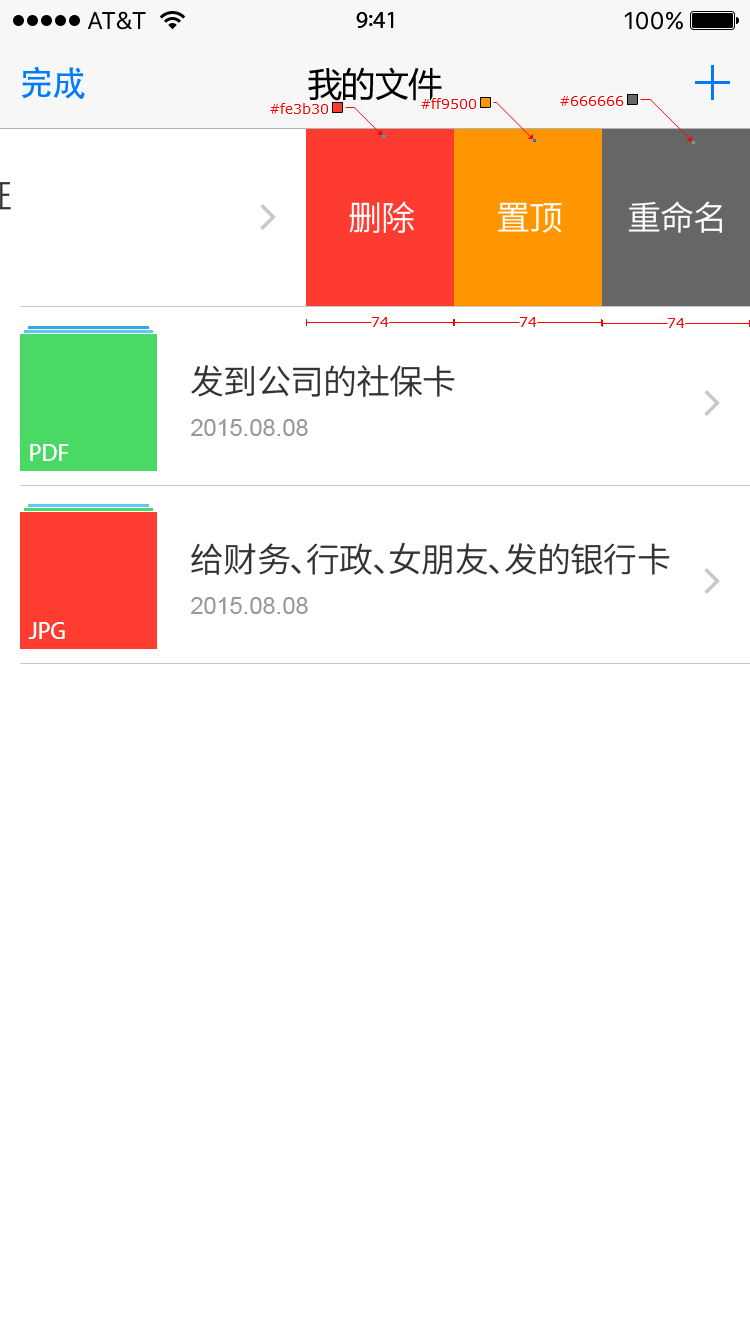 AT&T 9:41 100%
完成 我的文件
#fe3b30 #ff9500 #666666
删除 置顶 重命名
74 74 74
发到公司的社保卡
2015.08.08
PDF
给财务、行政、女朋友、发的银行卡
2015.08.08
JPG